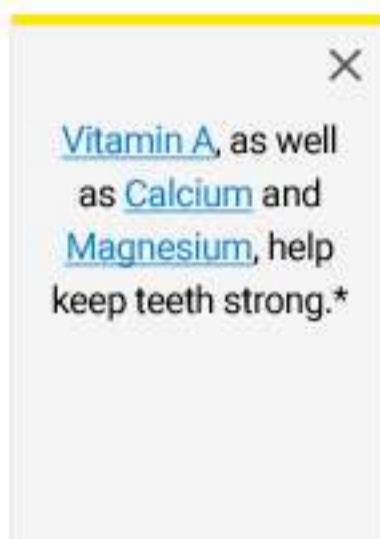 Vitamin A, as well
as Calcium and
Magnesium, help
keep teeth strong.*